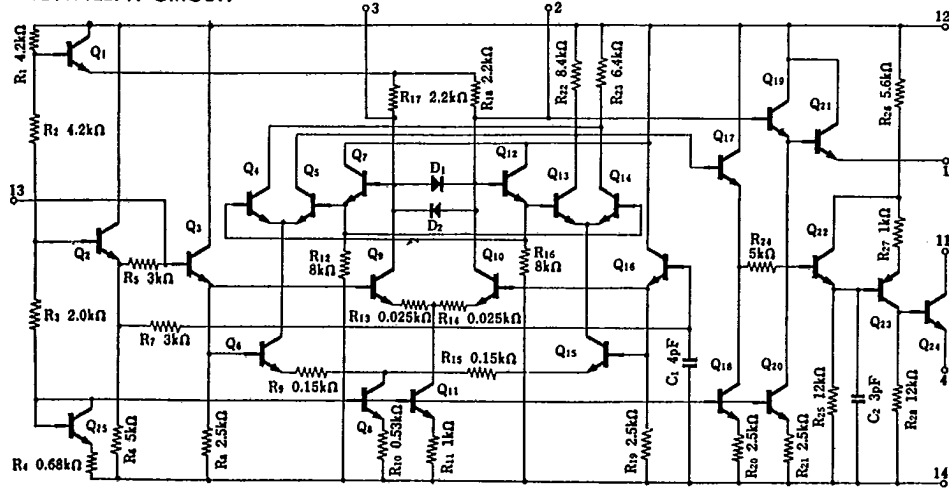 3 2 12
R1 4.2kΩ
Q1
R17 2.2kΩ
R18 2.2kΩ
R22 8.4kΩ
R23 6.4kΩ
Q19
Q21
R26 5.6kΩ
R2 4.2kΩ
Q17
1
Q4
Q5
Q7
D1
Q12
Q13
Q14
13
D2
Q2
Q3
R5 3kΩ
R12 8kΩ
Q9
Q10
R16 8kΩ
Q16
R24 5kΩ
Q22
R27 1kΩ
11
R3 2.0kΩ
R7 3kΩ
R13 0.025kΩ
R14 0.025kΩ
Q23
Q24
Q6
R9 0.15kΩ
R15 0.15kΩ
Q15
C1 4pF
4
Q18
Q20
R25 12kΩ
C2 3pF
R28 12kΩ
Q25
Q8
Q11
R4 0.68kΩ
R6 5kΩ
R8 2.5kΩ
R10 0.53kΩ
R11 1kΩ
R19 2.5kΩ
R20 2.5kΩ
R21 2.5kΩ
14